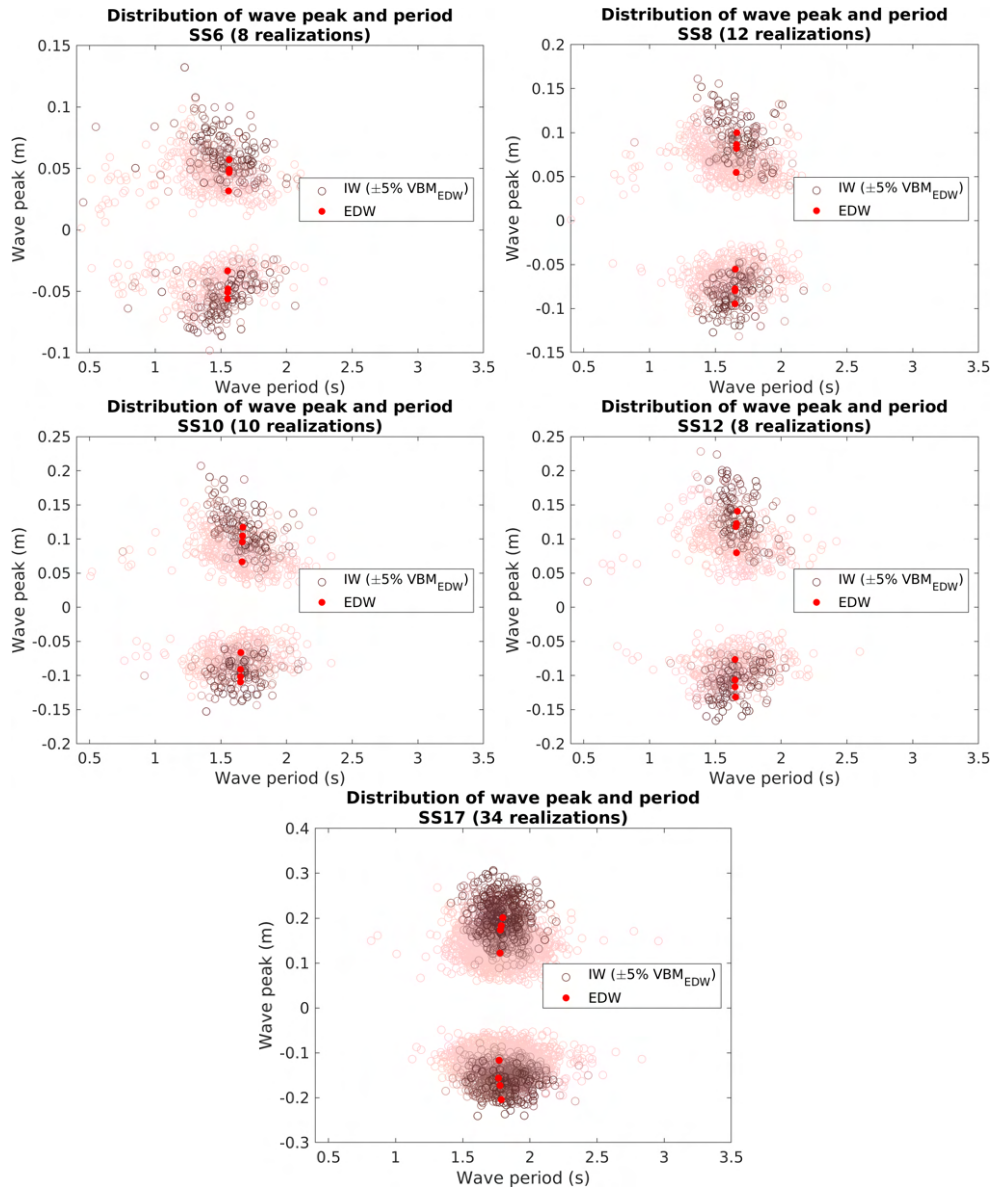 Distribution of wave peak and period
SS6 (8 realizations)
Wave peak (m)
0.15
0.1
0.05
0
-0.05
-0.1
IW (±5% VBM_EDW)
EDW
0.5 1 1.5 2 2.5 3 3.5
Wave period (s)
Distribution of wave peak and period
SS8 (12 realizations)
Wave peak (m)
0.2
0.15
0.1
0.05
0
-0.05
-0.1
-0.15
IW (±5% VBM_EDW)
EDW
0.5 1 1.5 2 2.5 3 3.5
Wave period (s)
Distribution of wave peak and period
SS10 (10 realizations)
Wave peak (m)
0.25
0.2
0.15
0.1
0.05
0
-0.05
-0.1
-0.15
-0.2
IW (±5% VBM_EDW)
EDW
0.5 1 1.5 2 2.5 3 3.5
Wave period (s)
Distribution of wave peak and period
SS12 (8 realizations)
Wave peak (m)
0.25
0.2
0.15
0.1
0.05
0
-0.05
-0.1
-0.15
-0.2
IW (±5% VBM_EDW)
EDW
0.5 1 1.5 2 2.5 3 3.5
Wave period (s)
Distribution of wave peak and period
SS17 (34 realizations)
Wave peak (m)
0.4
0.3
0.2
0.1
0
-0.1
-0.2
-0.3
IW (±5% VBM_EDW)
EDW
0.5 1 1.5 2 2.5 3 3.5
Wave period (s)